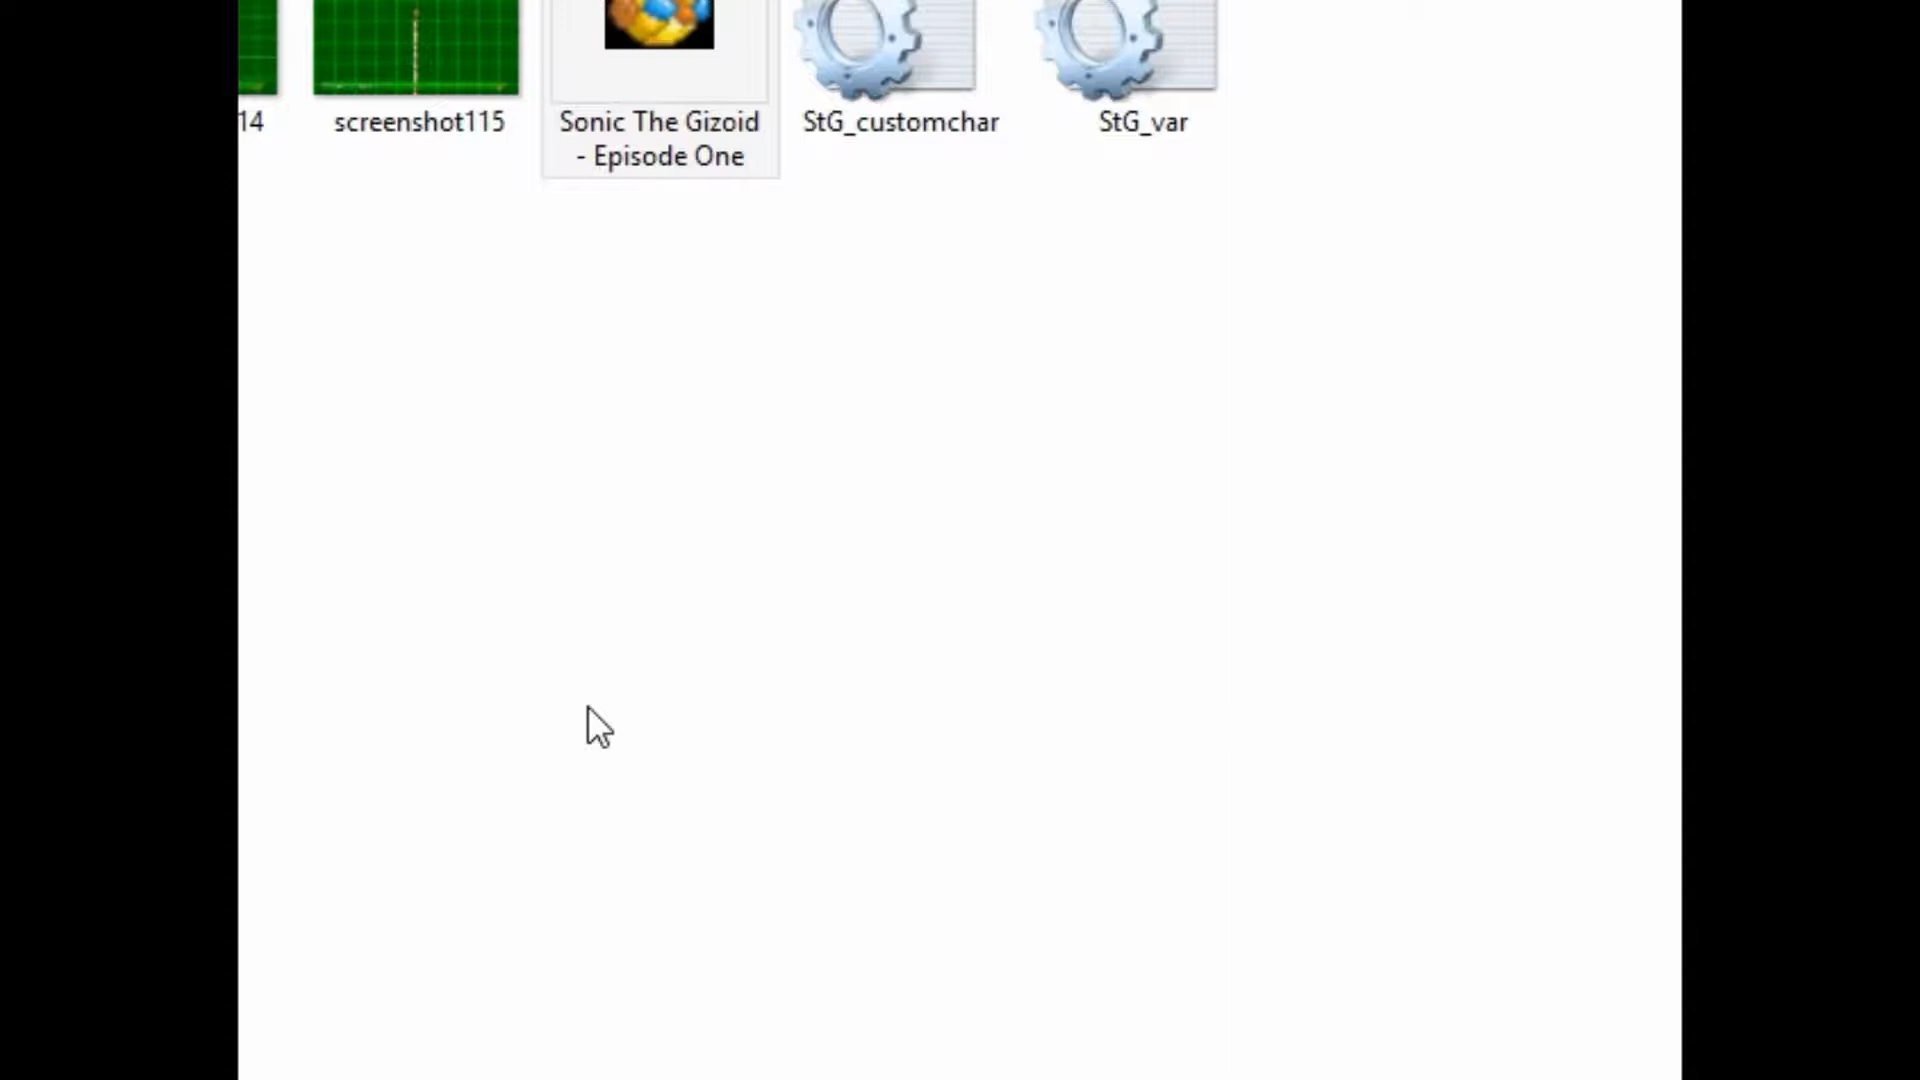 14
screenshot115
Sonic The Gizoid
- Episode One
StG_customchar
StG_var